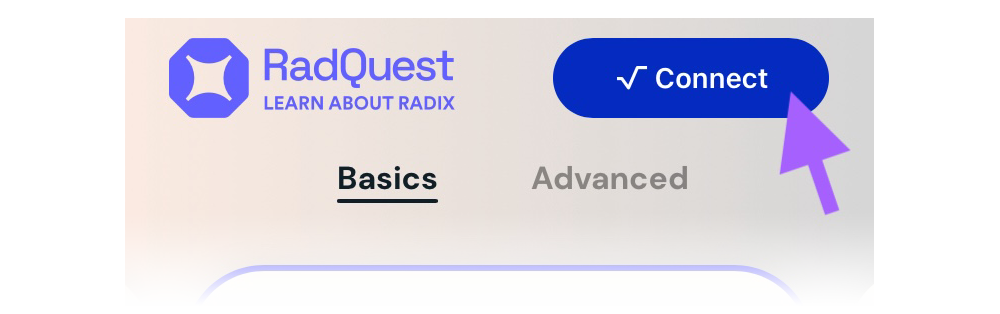 RadQuest
LEARN ABOUT RADIX
√ Connect
Basics
Advanced